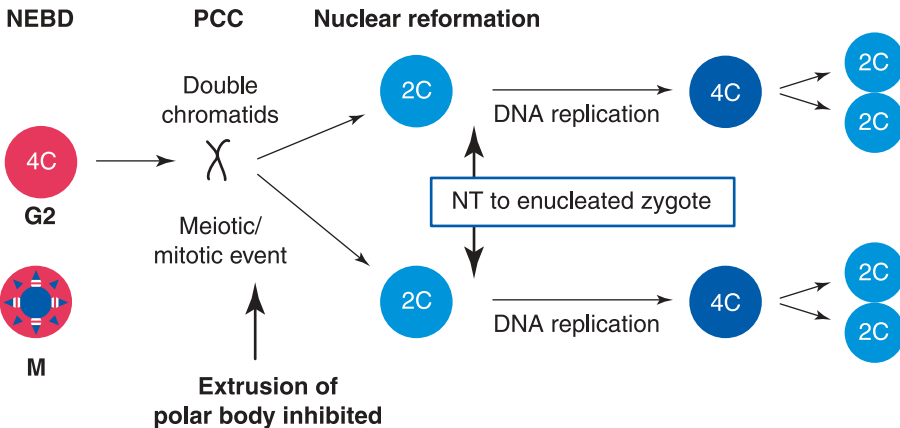 NEBD
PCC
Nuclear reformation
4C
G2
M
Double
chromatids
Meiotic/
mitotic event
Extrusion of
polar body inhibited
2C
DNA replication
4C
2C
2C
NT to enucleated zygote
2C
DNA replication
4C
2C
2C